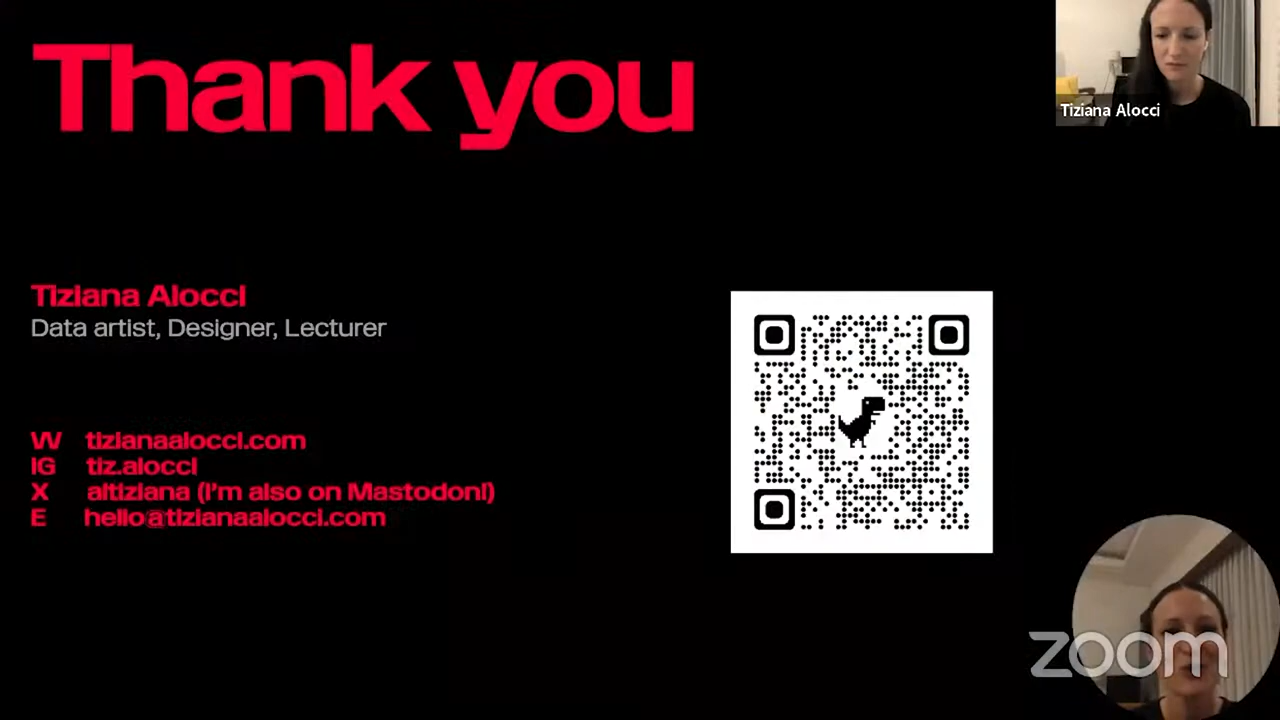 Thank you
Tiziana Alocci
Tiziana Alocci
Data artist, Designer, Lecturer
W tizianaalocci.com
IG tiz.alocci
X altiziana (I'm also on Mastodon!)
E hello@tizianaalocci.com
zoom